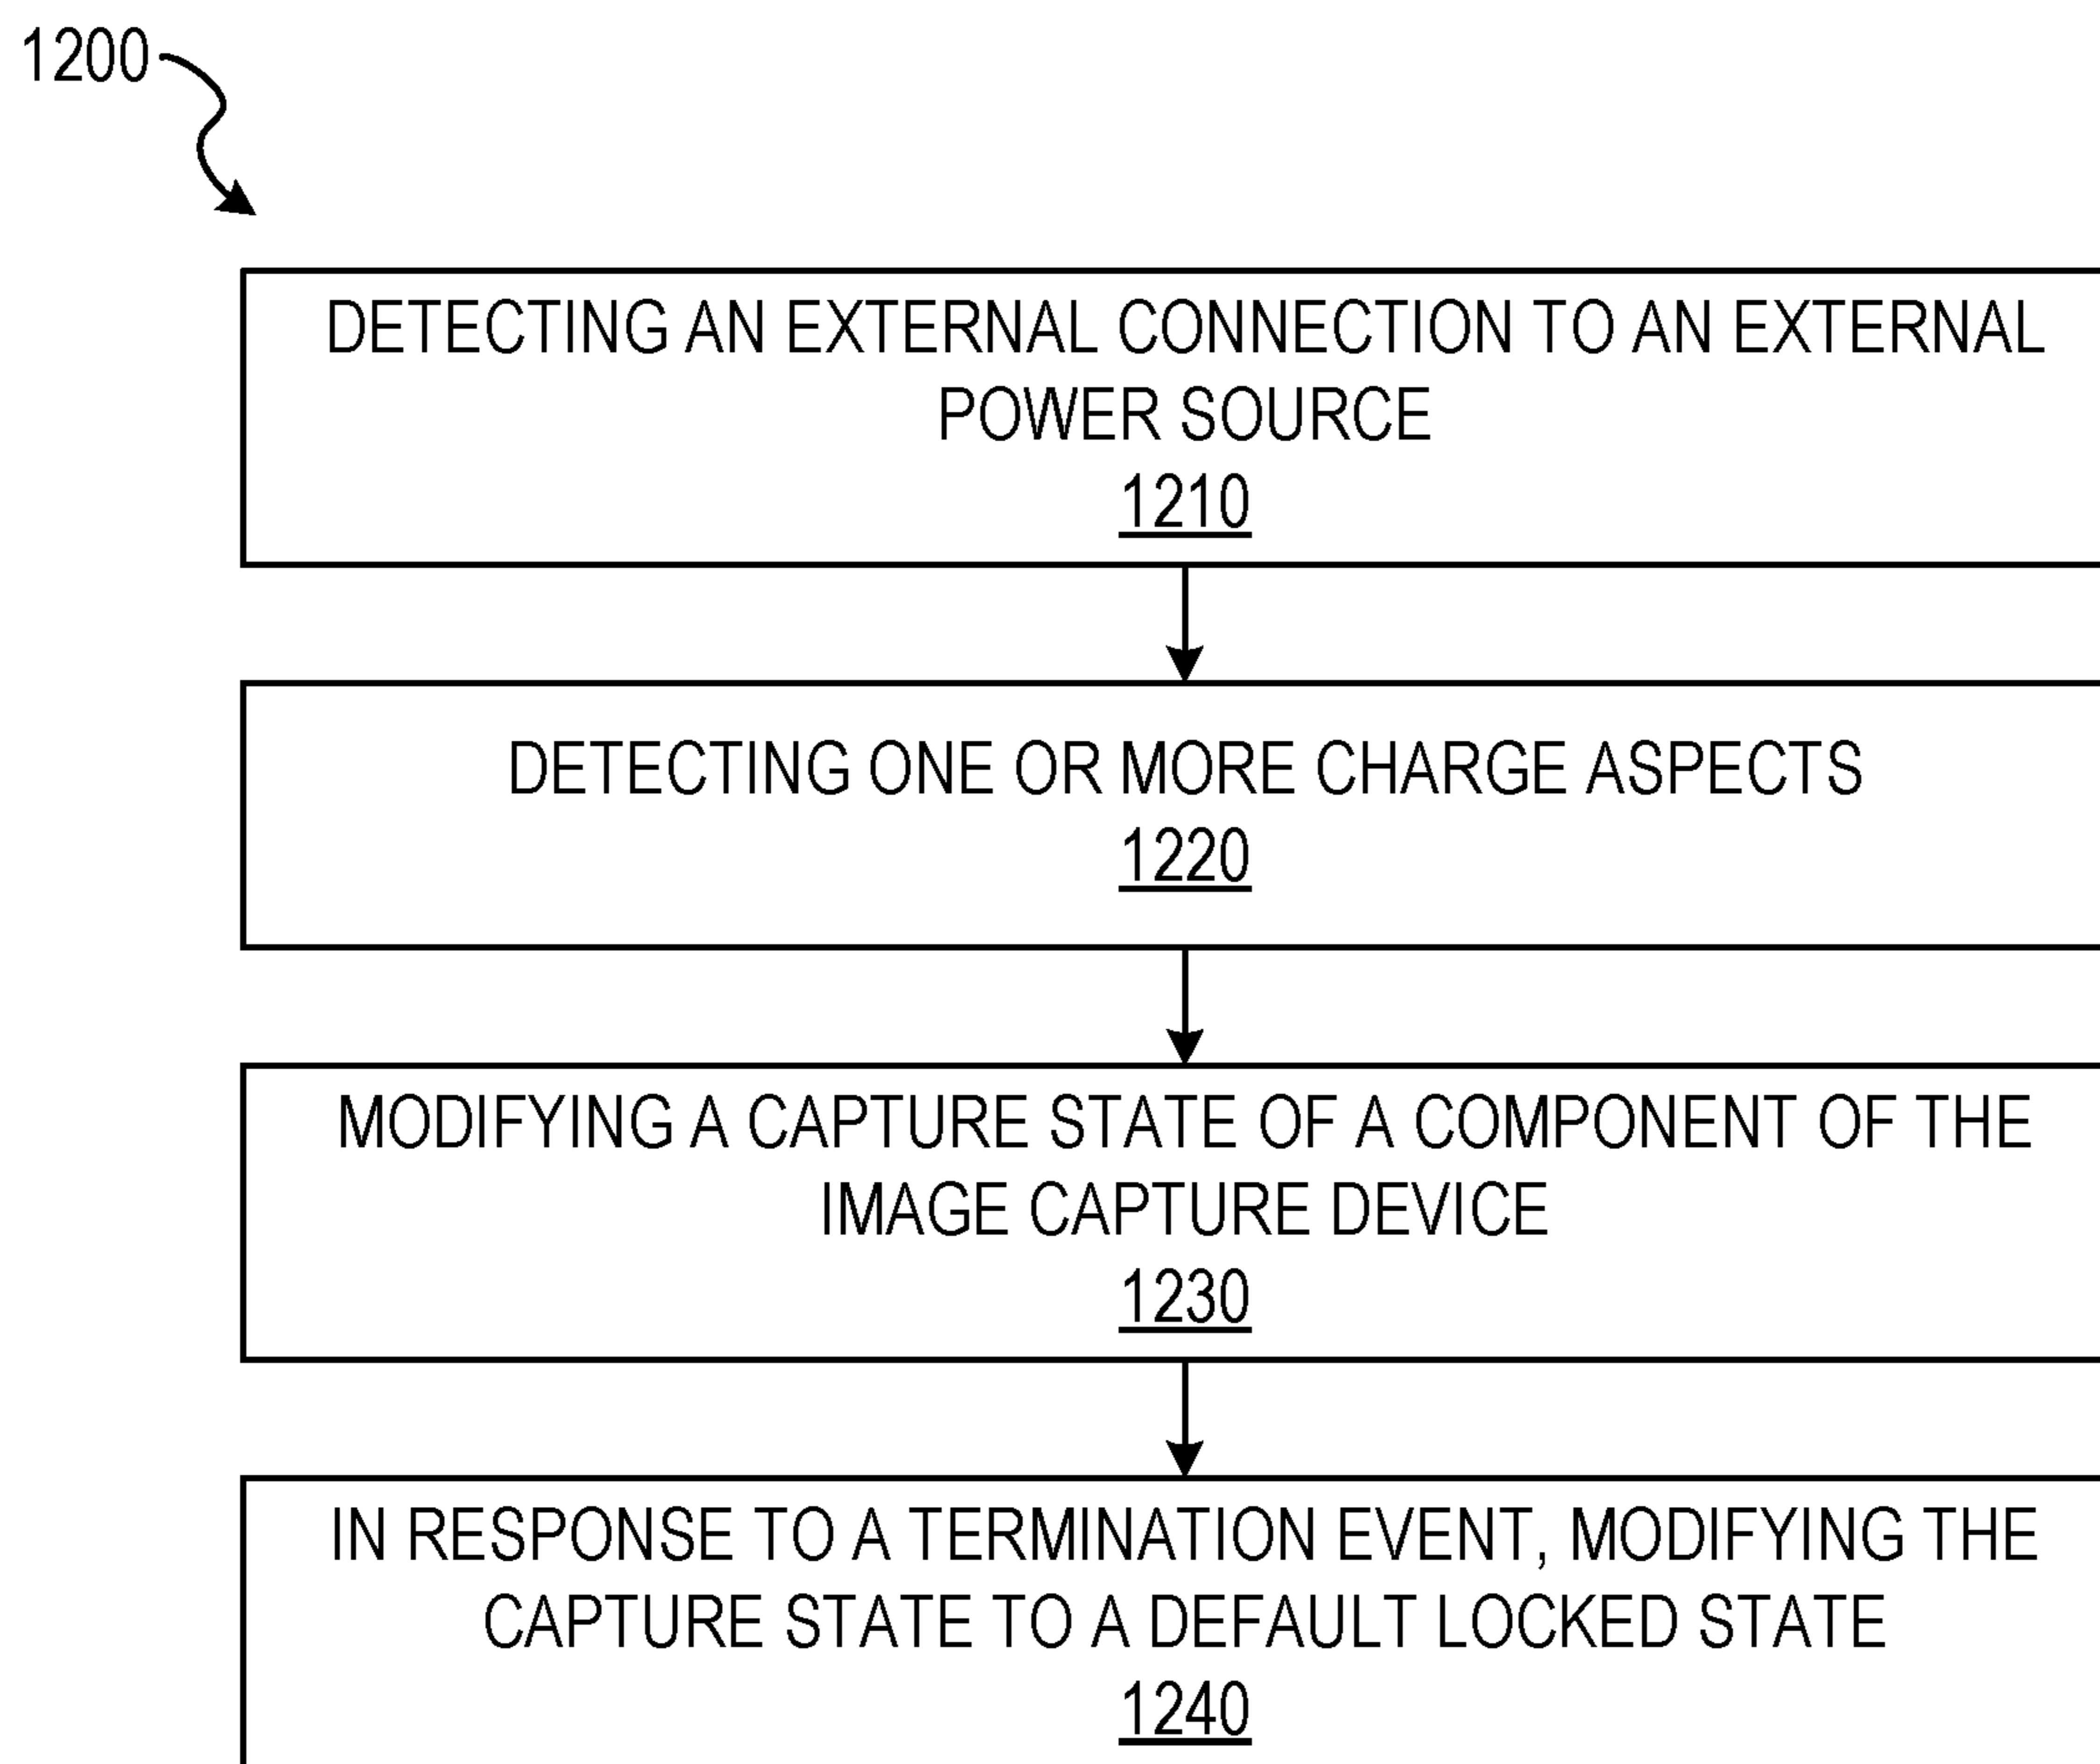 1200
DETECTING AN EXTERNAL CONNECTION TO AN EXTERNAL
POWER SOURCE
1210
DETECTING ONE OR MORE CHARGE ASPECTS
1220
MODIFYING A CAPTURE STATE OF A COMPONENT OF THE
IMAGE CAPTURE DEVICE
1230
IN RESPONSE TO A TERMINATION EVENT, MODIFYING THE
CAPTURE STATE TO A DEFAULT LOCKED STATE
1240